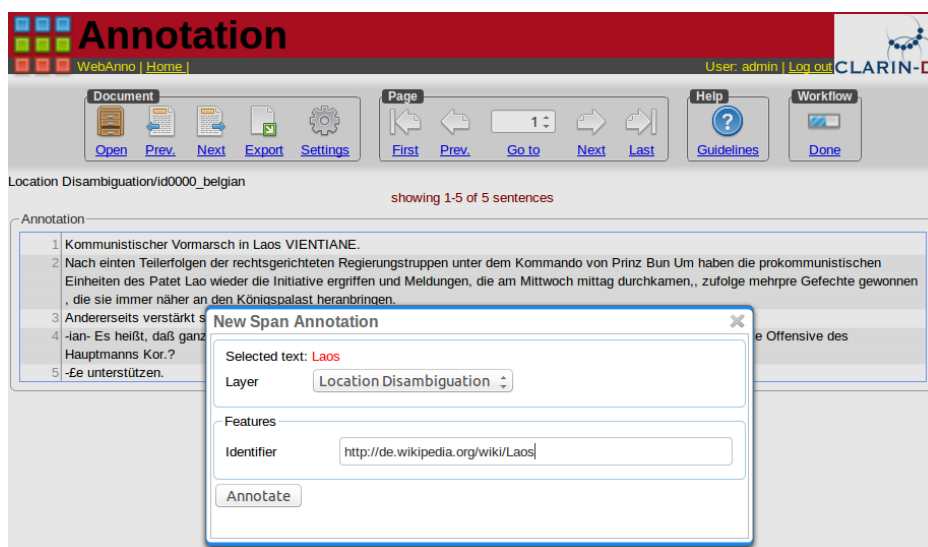 Annotation
WebAnno | Home |
User: admin | Log out
CLARIN-D
Document
Open Prev. Next Export Settings
Page
1
First Prev. Go to Next Last
Help
Guidelines
Workflow
Done
Location Disambiguation/id0000_belgian
showing 1-5 of 5 sentences
Annotation
1 Kommunistischer Vormarsch in Laos VIENTIANE.
2 Nach einten Teilerfolgen der rechtsgerichteten Regierungstruppen unter dem Kommando von Prinz Bun Um haben die prokommunistischen
Einheiten des Patet Lao wieder die Initiative ergriffen und Meldungen, die am Mittwoch mittag durchkamen,, zufolge mehrpre Gefechte gewonnen
, die sie immer näher an den Königspalast heranbringen.
3 Andererseits verstärkt s
4 -ian- Es heißt, daß ganz
e Offensive des
Hauptmanns Kor.?
5 -£e unterstützen.
New Span Annotation
Selected text: Laos
Layer
Location Disambiguation
Features
Identifier
http://de.wikipedia.org/wiki/Laos
Annotate